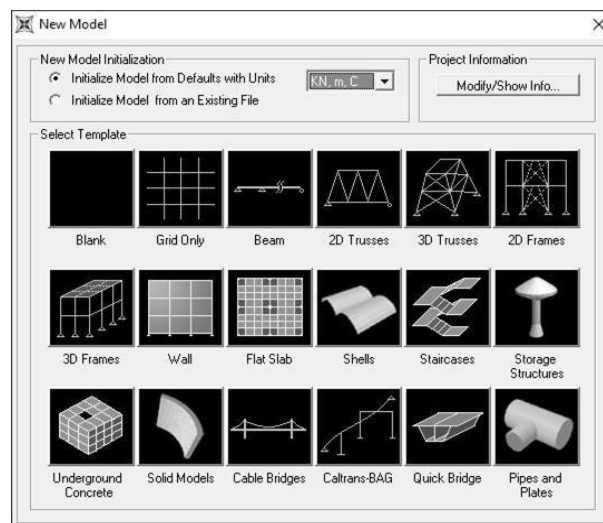 New Model
New Model Initialization
Initialize Model from Defaults with Units
KN, m, C
Initialize Model from an Existing File
Project Information
Modify/Show Info...
Select Template
Blank
Grid Only
Beam
2D Trusses
3D Trusses
2D Frames
3D Frames
Wall
Flat Slab
Shells
Staircases
Storage
Structures
Underground
Concrete
Solid Models
Cable Bridges
Caltrans-BAG
Quick Bridge
Pipes and
Plates